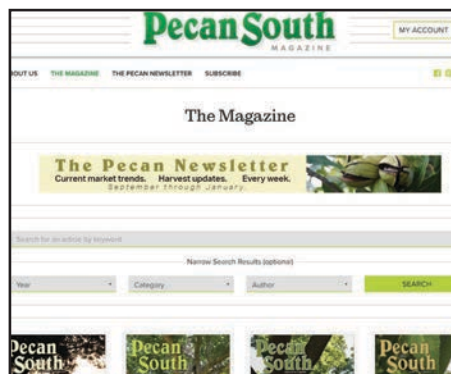 Pecan South
MAGAZINE
MY ACCOUNT
OUT US THE MAGAZINE THE PECAN NEWSLETTER SUBSCRIBE
The Magazine
The Pecan Newsletter
Current market trends. Harvest updates. Every week.
September through January.
Search for an article by keyword
Narrow Search Results (optional)
Year Category Author SEARCH
Pecan South Pecan South Pecan South Pecan South